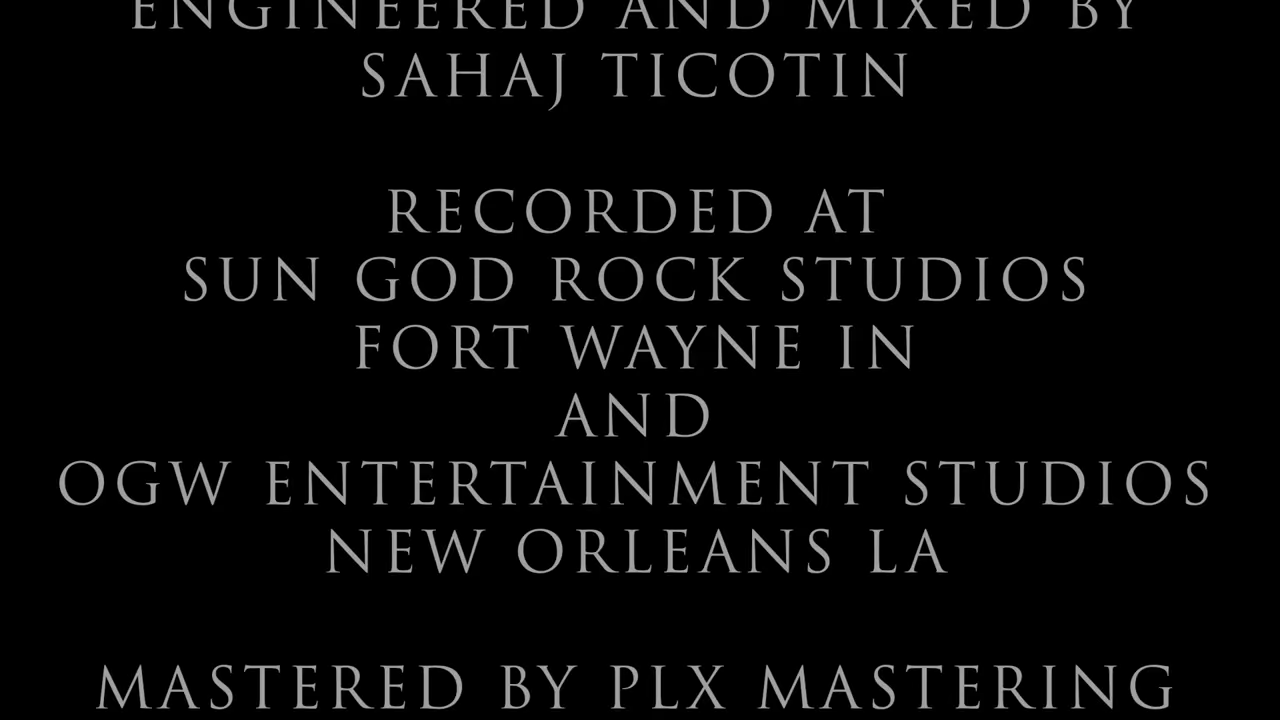 ENGINEERED AND MIXED BY
SAHAJ TICOTIN
RECORDED AT
SUN GOD ROCK STUDIOS
FORT WAYNE IN
AND
OGW ENTERTAINMENT STUDIOS
NEW ORLEANS LA
MASTERED BY PLX MASTERING